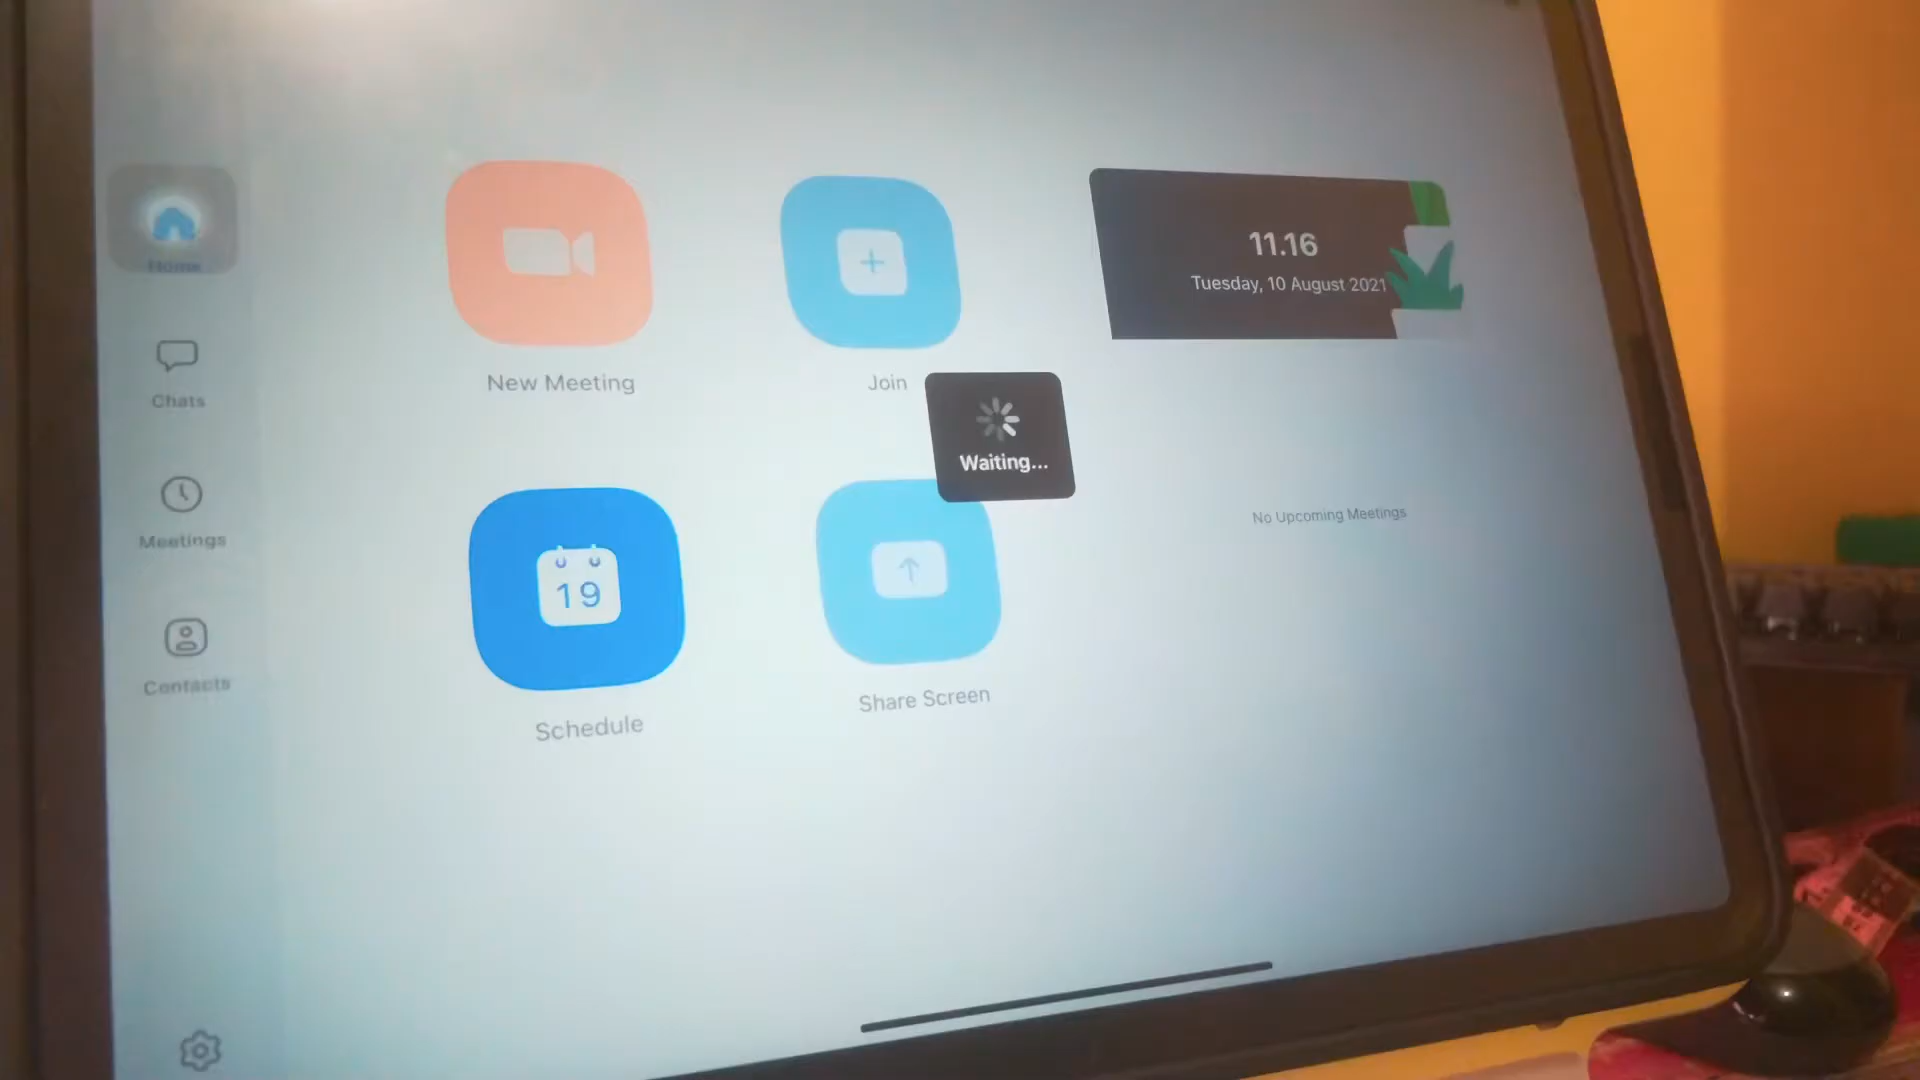 Home
Chats
Meetings
Contacts
New Meeting
Join
19
Schedule
Share Screen
Waiting...
11.16
Tuesday, 10 August 2021
No Upcoming Meetings